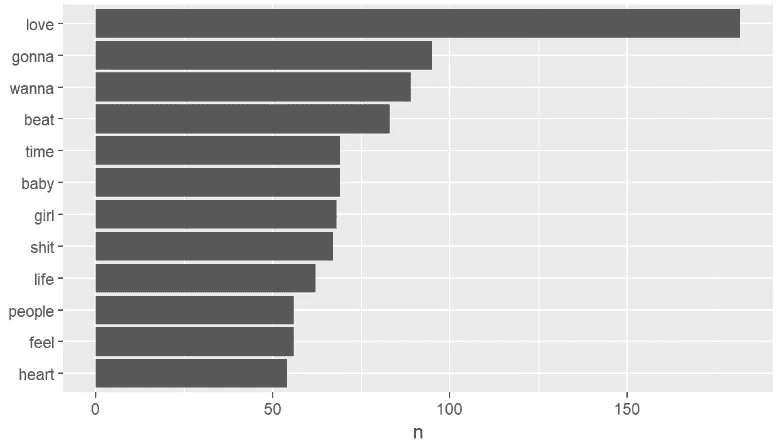 love
gonna
wanna
beat
time
baby
girl
shit
life
people
feel
heart
0 50 100 150
n